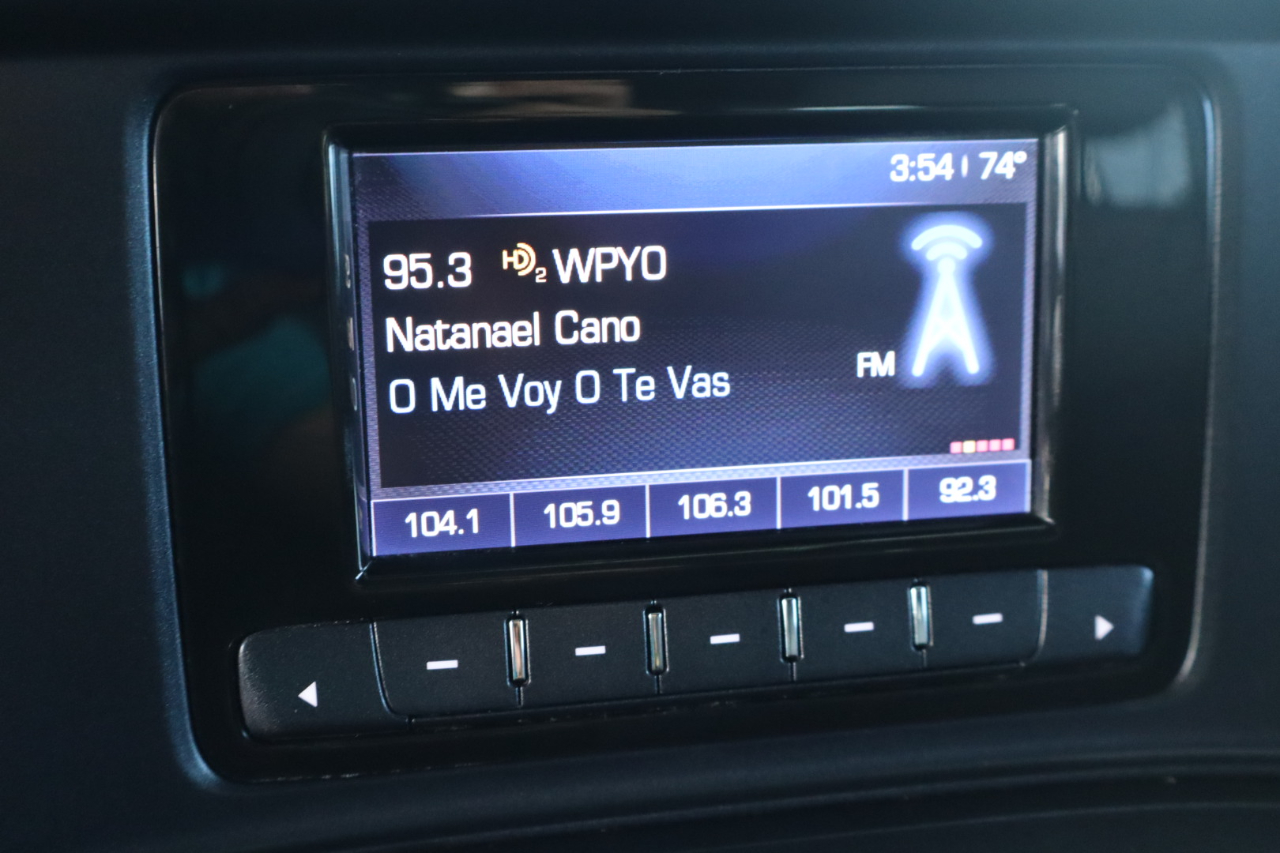 3:54 74°
95.3 HD2 WPYO
Natanael Cano
O Me Voy O Te Vas
FM
104.1 105.9 106.3 101.5 92.3